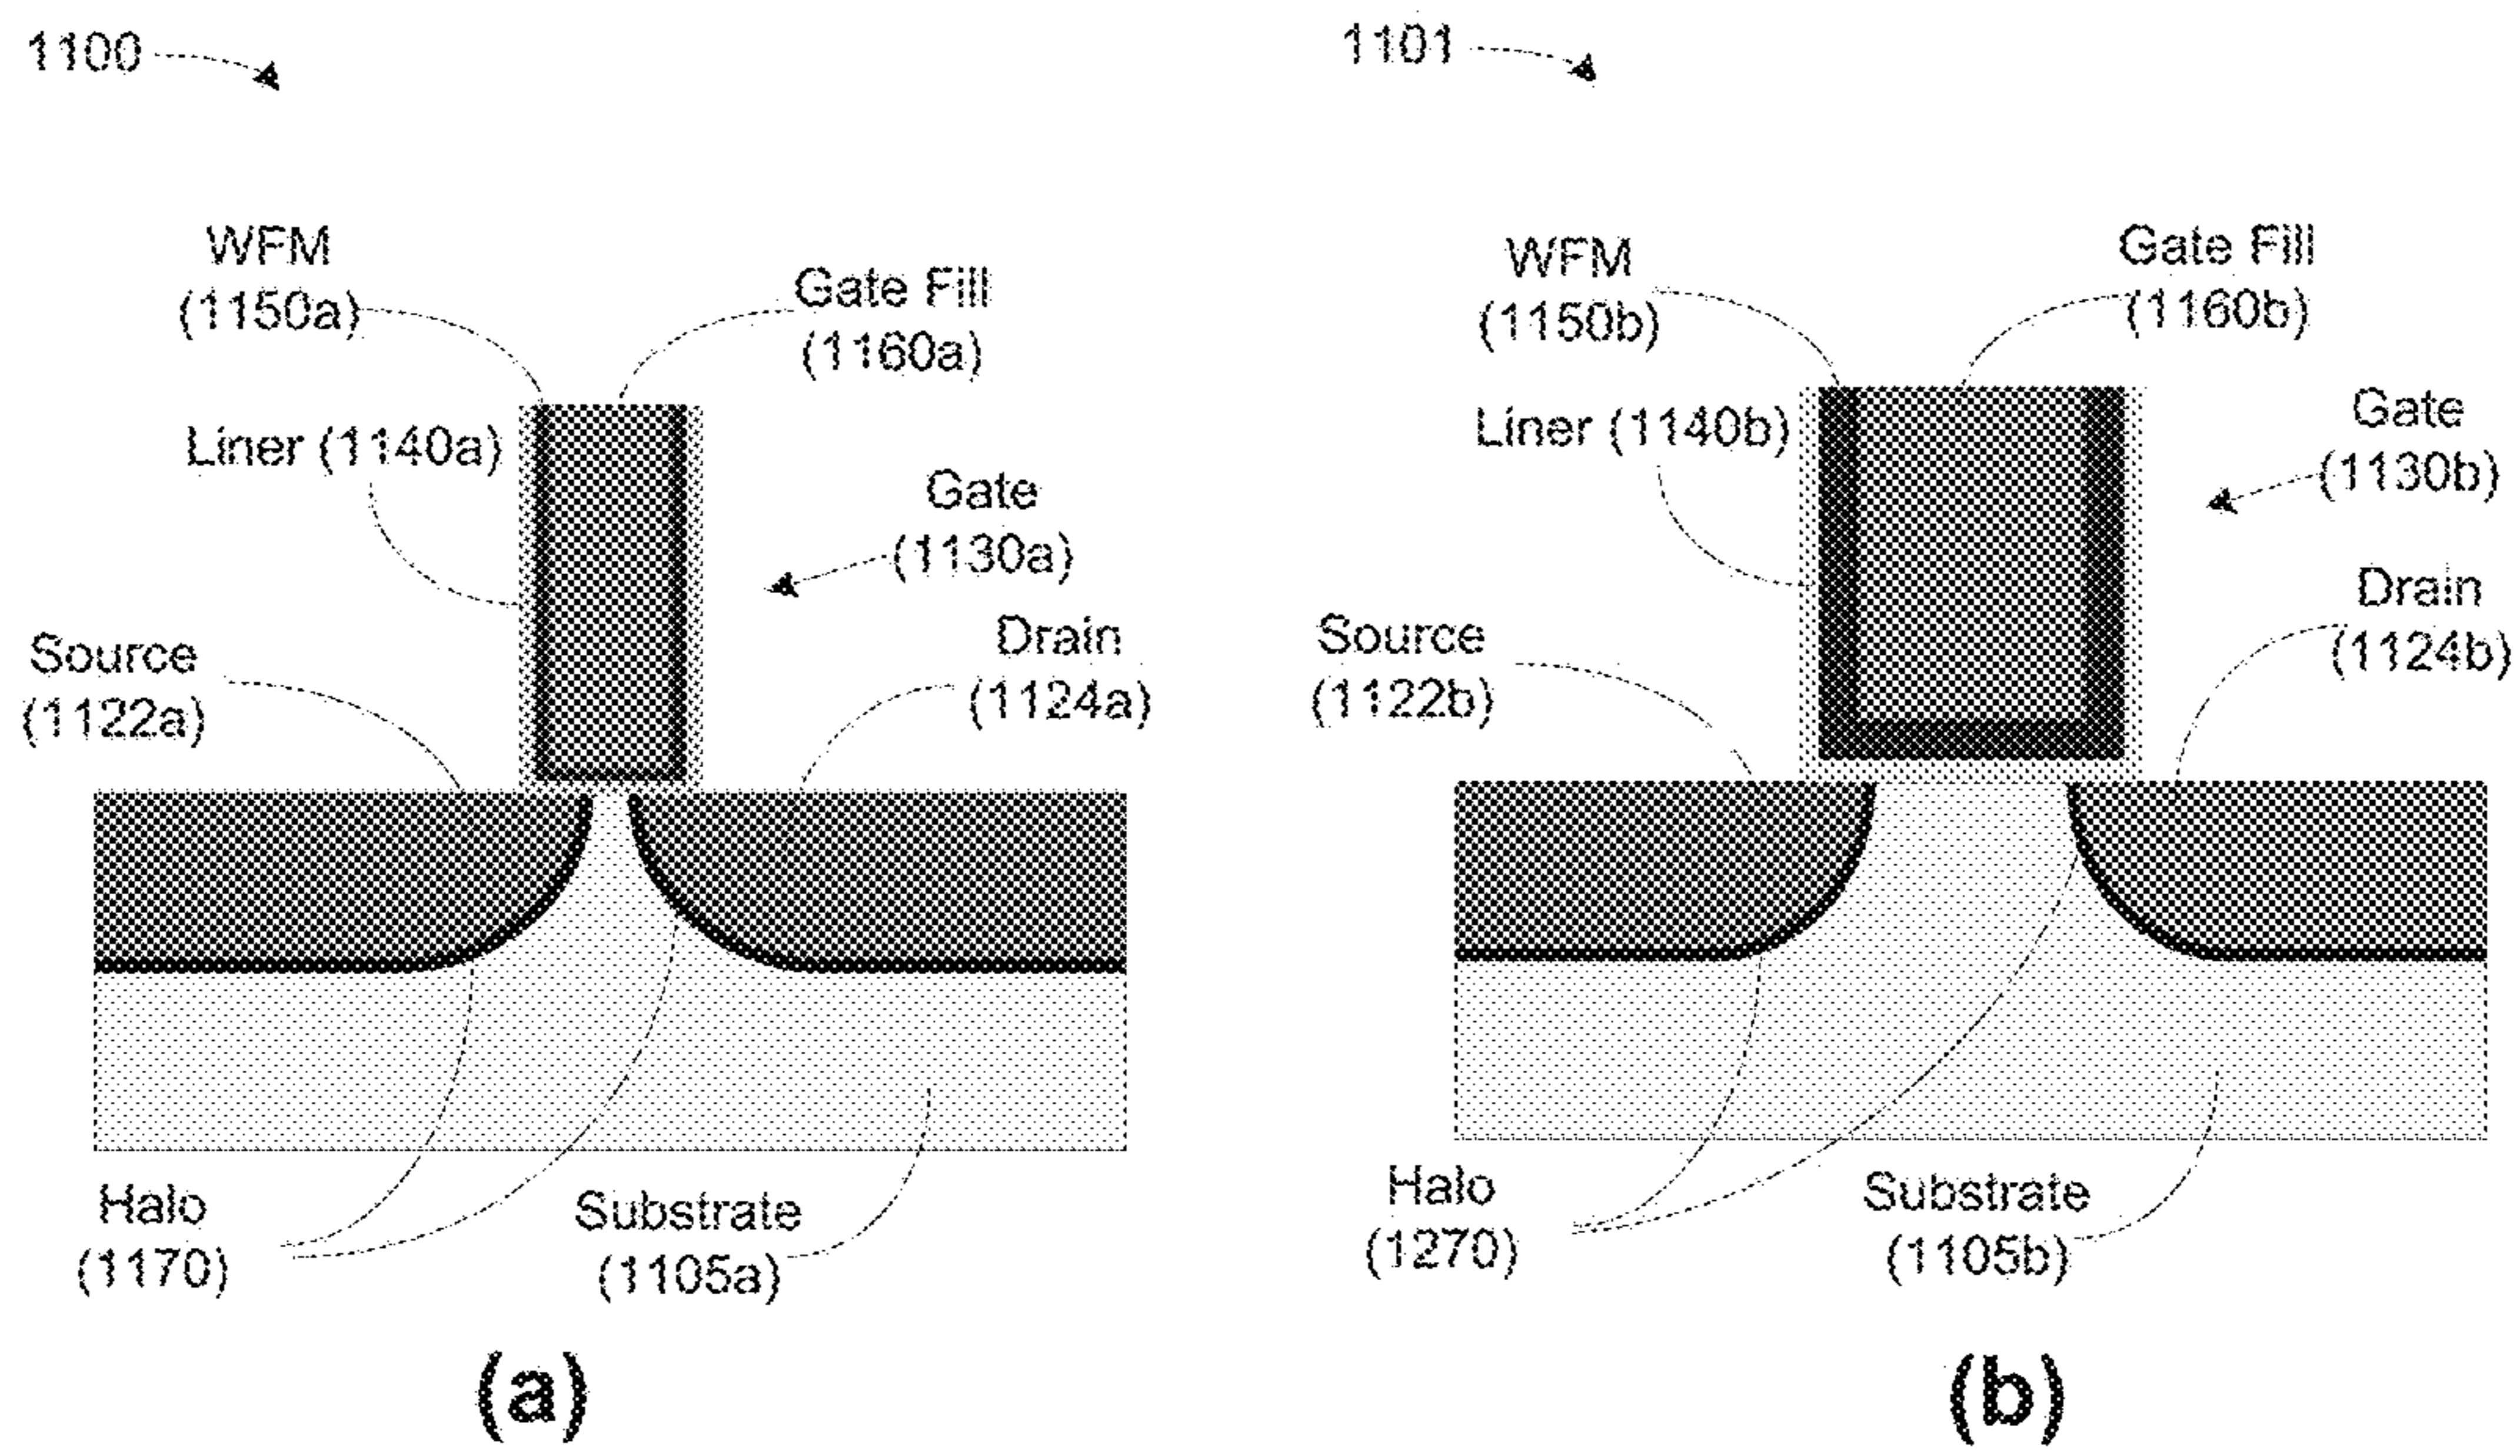 1100
WFM
(1150a)
Gate Fill
(1160a)
Liner (1140a)
Gate
(1130a)
Source
(1122a)
Drain
(1124a)
Halo
(1170)
Substrate
(1105a)
(a)
1101
WFM
(1150b)
Gate Fill
(1160b)
Liner (1140b)
Gate
(1130b)
Source
(1122b)
Drain
(1124b)
Halo
(1270)
Substrate
(1105b)
(b)